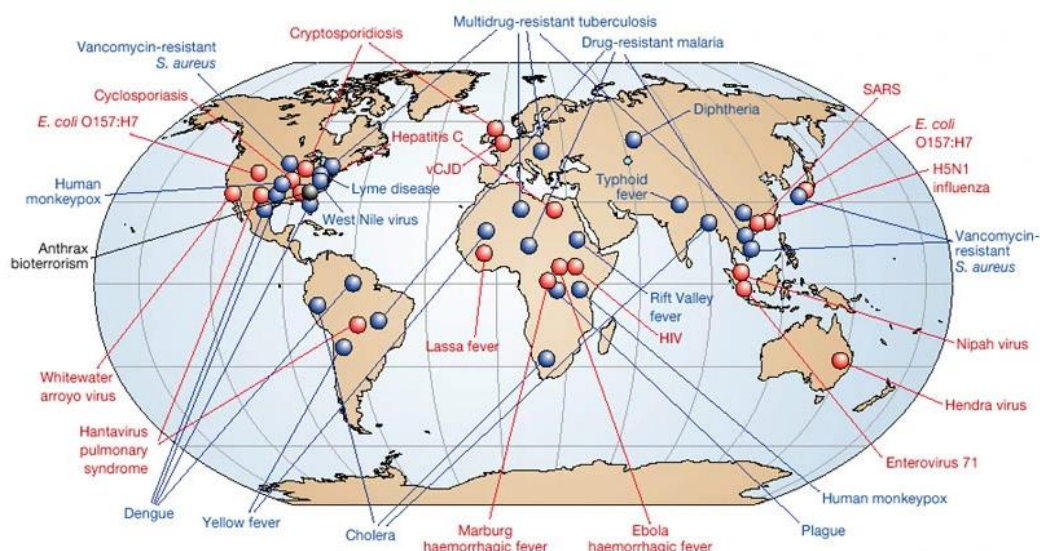 Multidrug-resistant tuberculosis
Cryptosporidiosis
Vancomycin-resistant
S. aureus
Drug-resistant malaria
SARS
Cyclosporiasis
Diphtheria
E. coli O157:H7
E. coli
O157:H7
Hepatitis C
vCJD
H5N1
influenza
Human
monkeypox
Lyme disease
Typhoid
fever
West Nile virus
Anthrax
bioterrorism
Vancomycin-
resistant
S. aureus
Rift Valley
fever
HIV
Lassa fever
Nipah virus
Whitewater
arroyo virus
Hendra virus
Hantavirus
pulmonary
syndrome
Enterovirus 71
Human monkeypox
Dengue
Yellow fever
Cholera
Marburg
haemorrhagic fever
Ebola
haemorrhagic fever
Plague